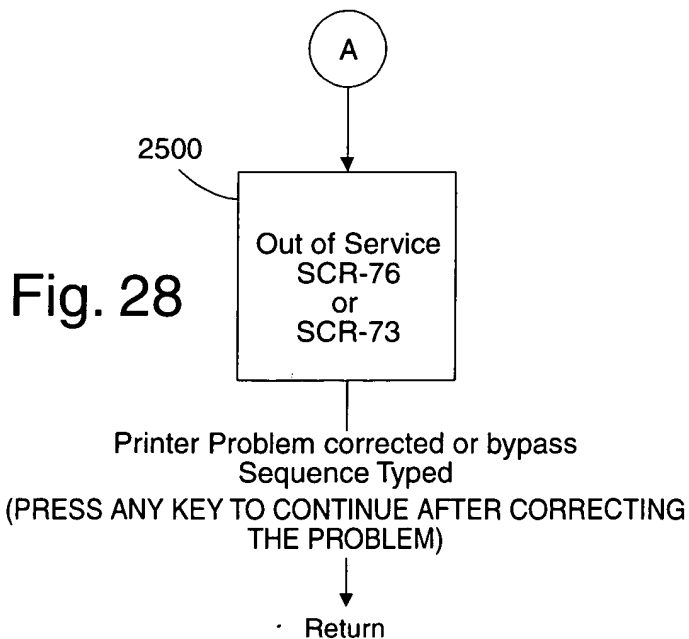 A
2500
Out of Service
SCR-76
or
SCR-73
Fig. 28
Printer Problem corrected or bypass
Sequence Typed
(PRESS ANY KEY TO CONTINUE AFTER CORRECTING
THE PROBLEM)
Return